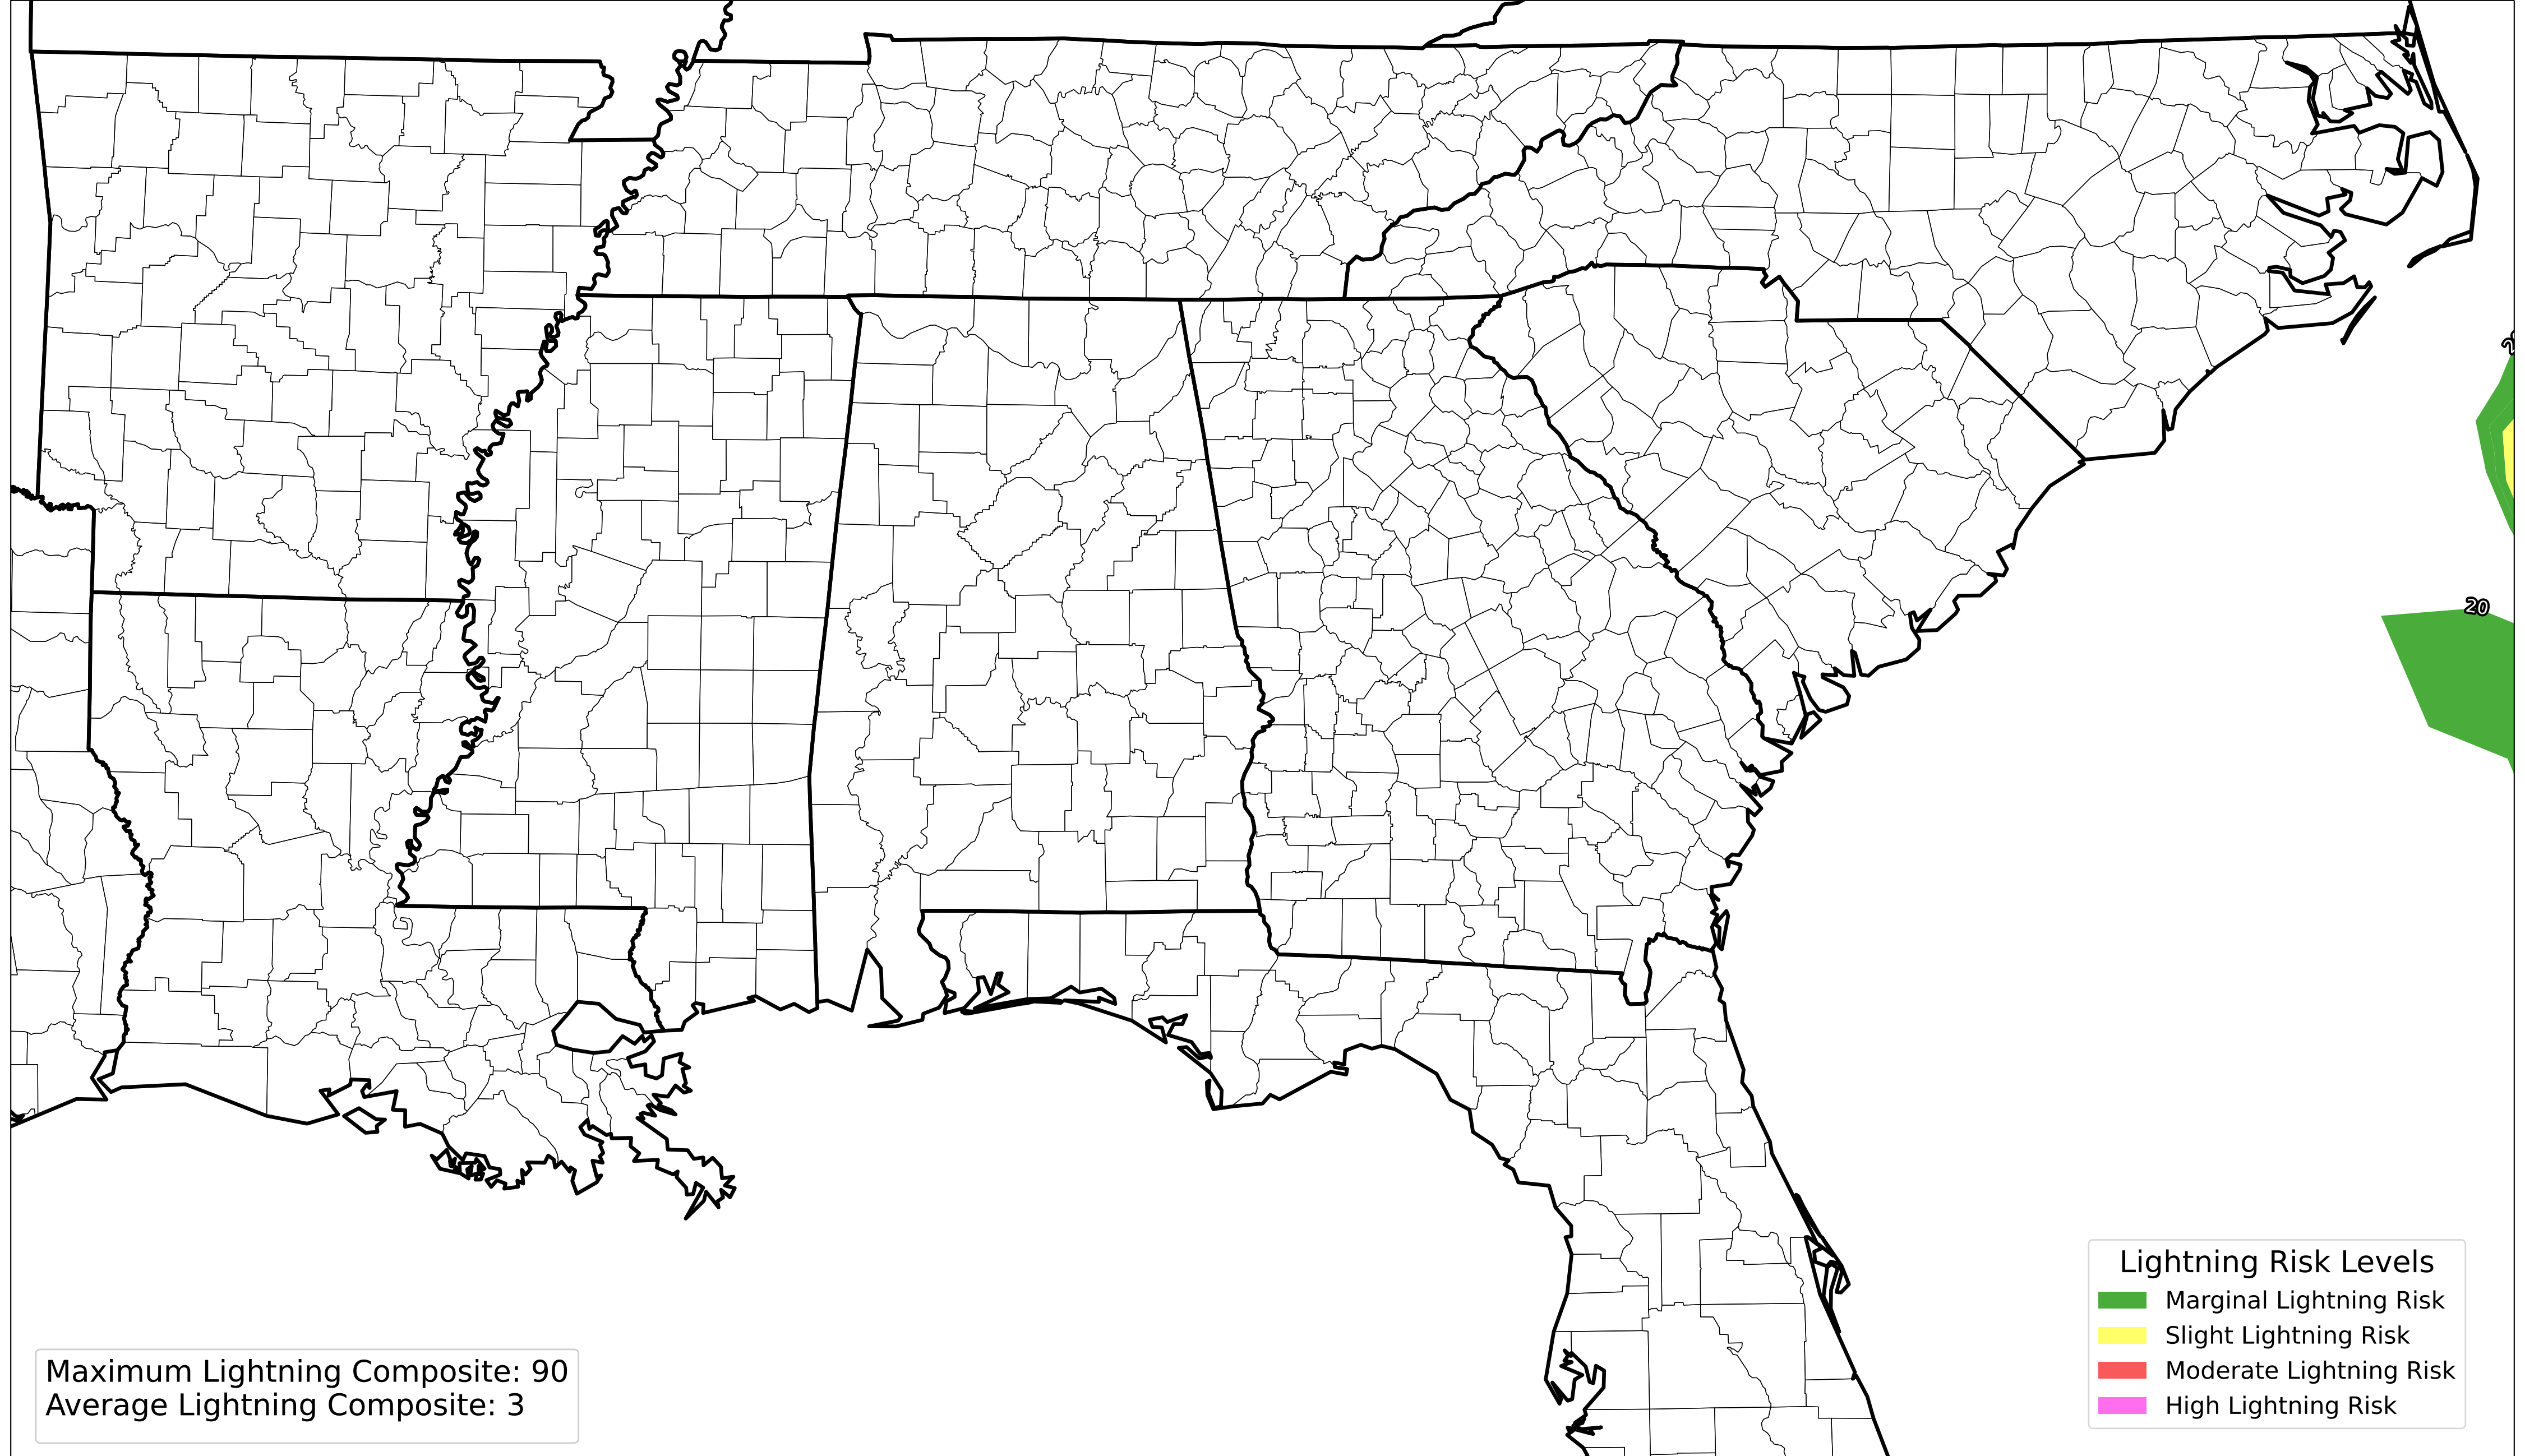 20
Lightning Risk Levels
Marginal Lightning Risk
Slight Lightning Risk
Moderate Lightning Risk
High Lightning Risk
Maximum Lightning Composite: 90
Average Lightning Composite: 3